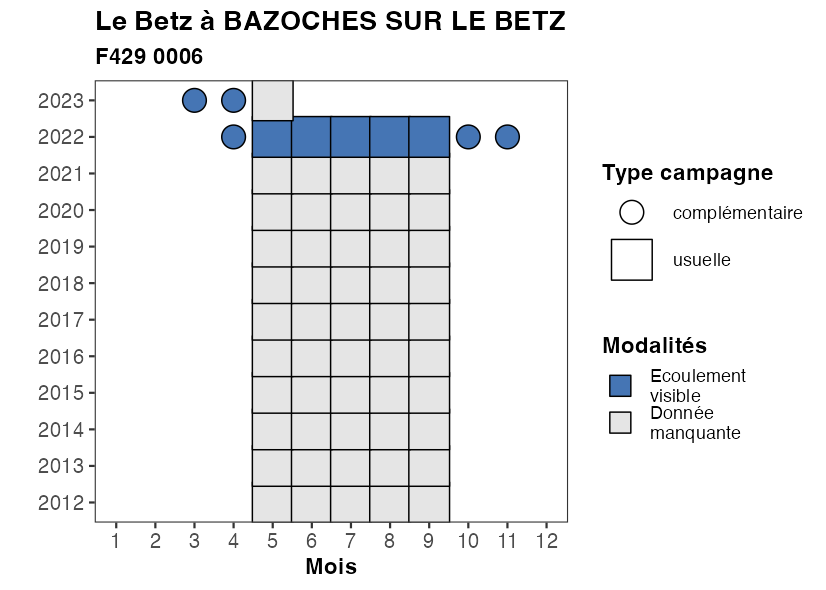 Le Betz à BAZOCHES SUR LE BETZ
F429 0006
2023
2022
2021
2020
2019
2018
2017
2016
2015
2014
2013
2012
1 2 3 4 5 6 7 8 9 10 11 12
Mois
Type campagne
complémentaire
usuelle
Modalités
Ecoulement
visible
Donnée
manquante